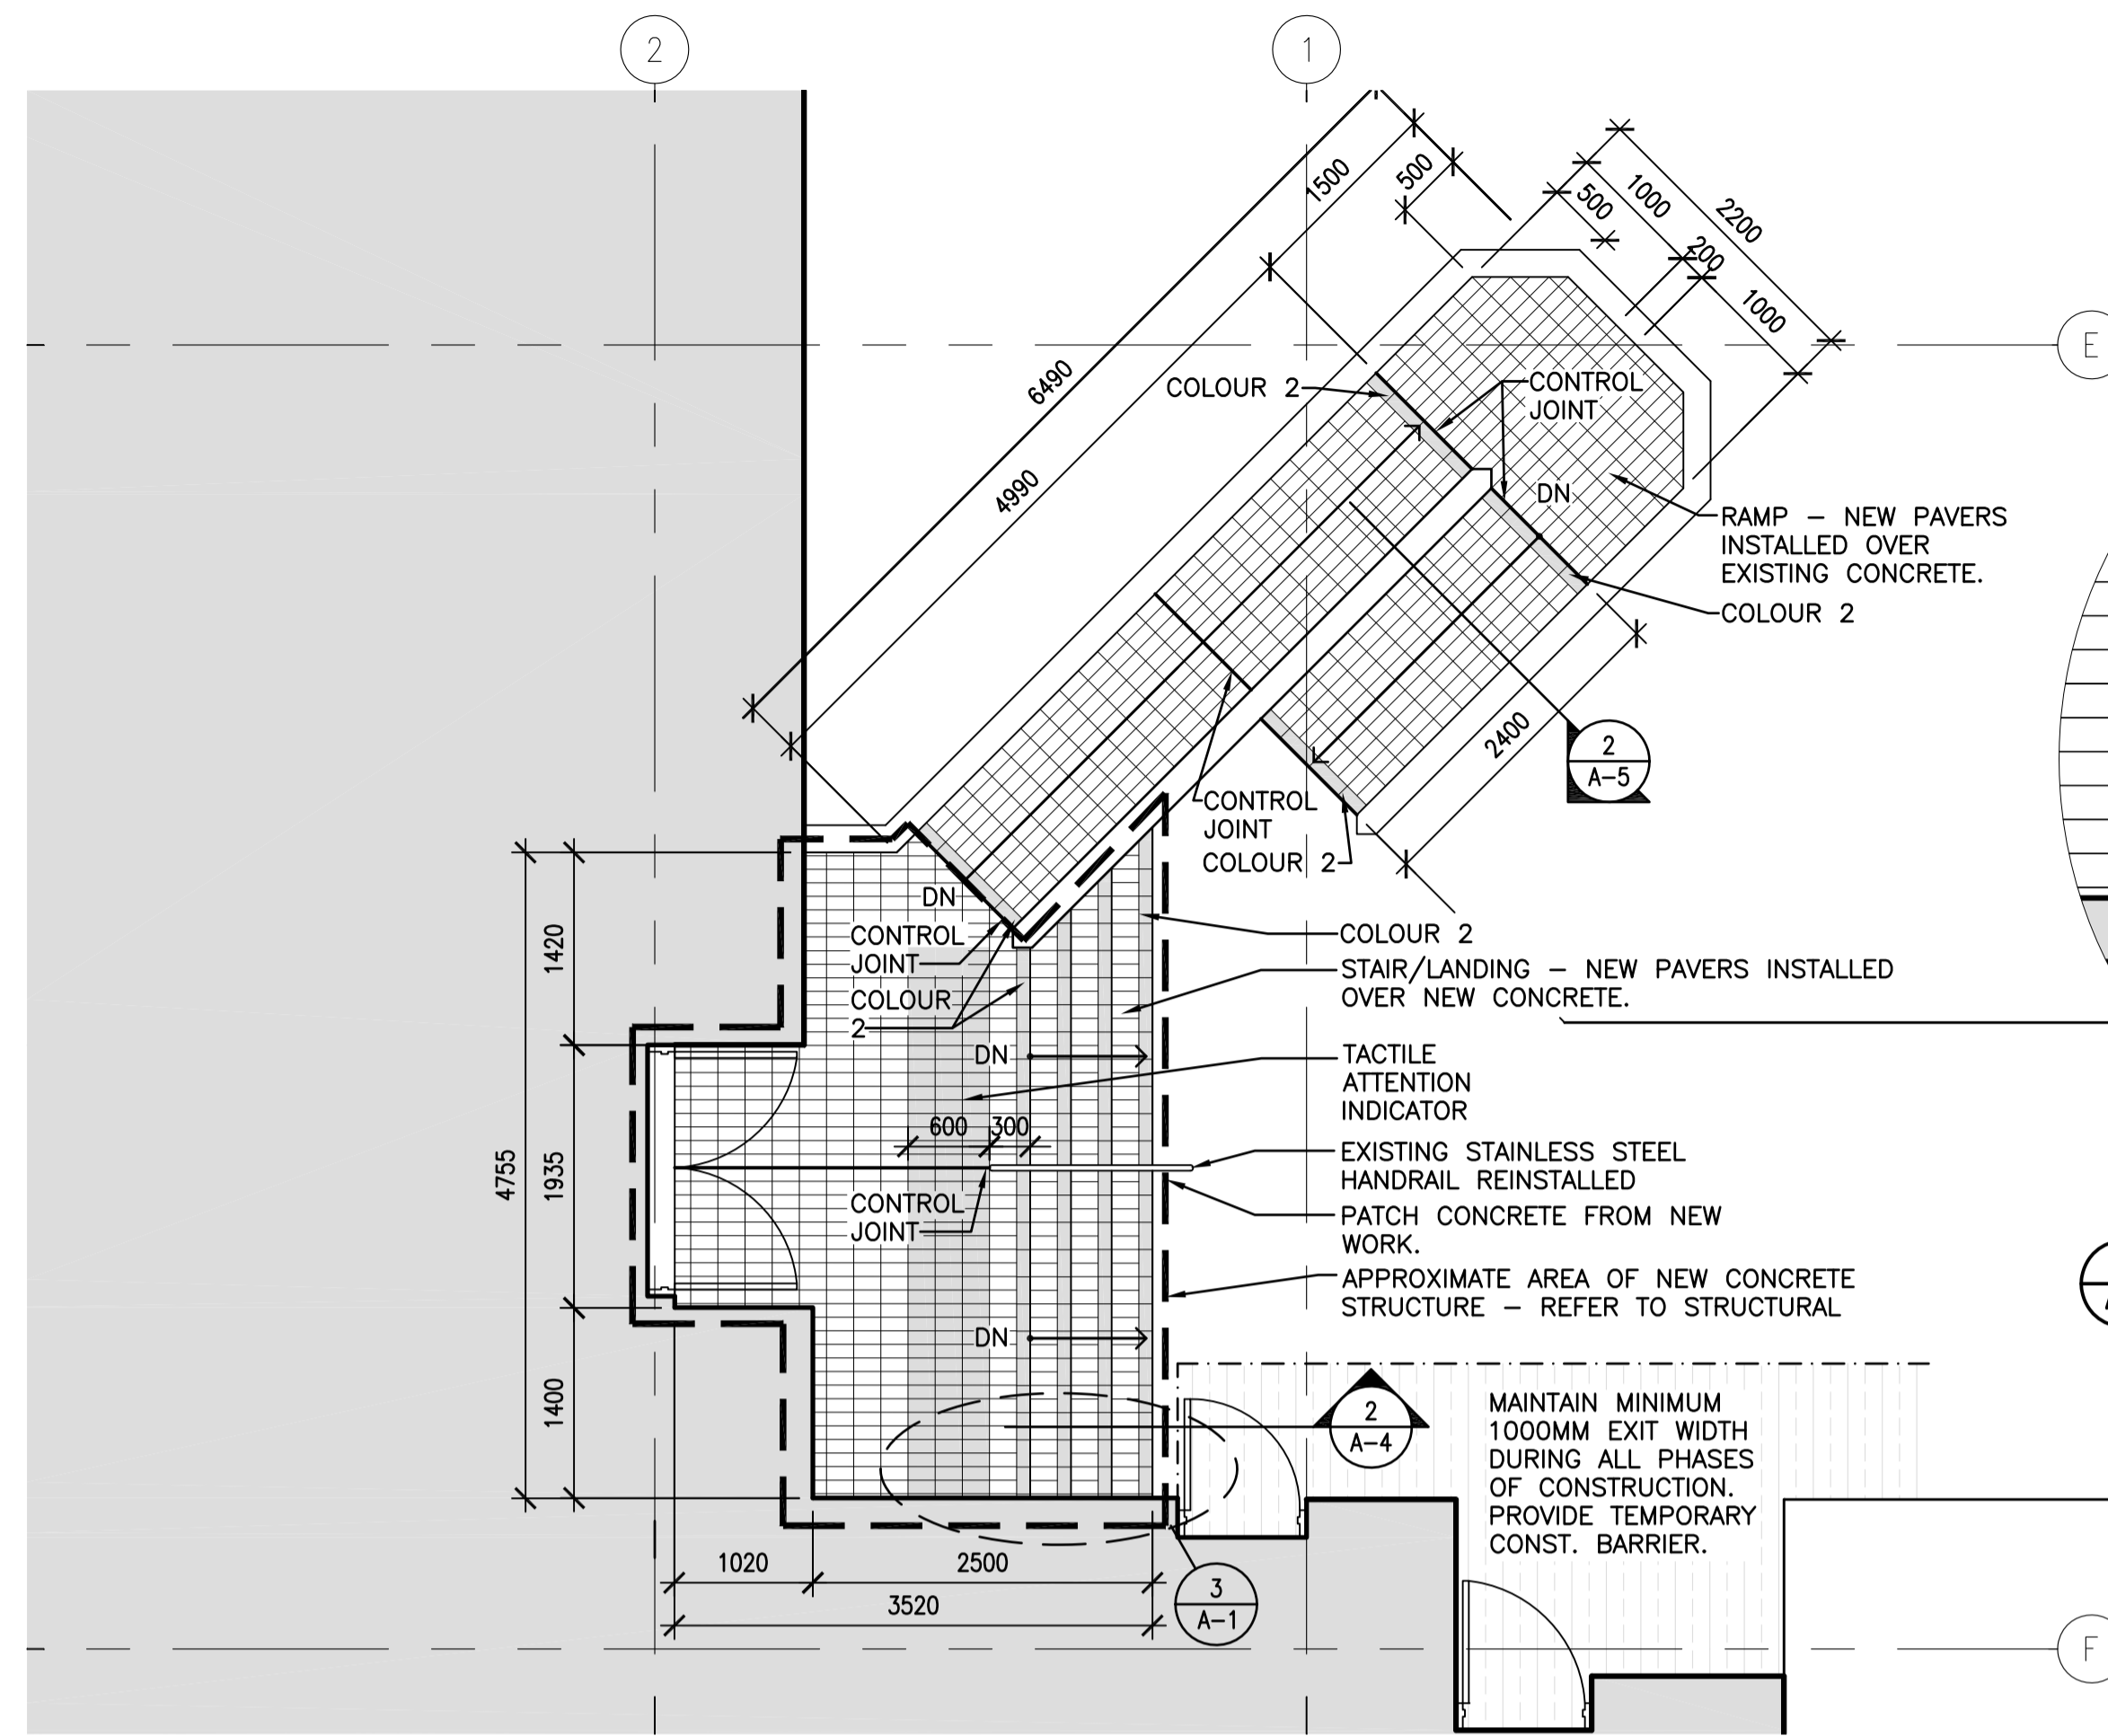 2
1
1500
500
500
1000
200
2200
1000
E
6490
4990
COLOUR 2
CONTROL
JOINT
DN
RAMP – NEW PAVERS
INSTALLED OVER
EXISTING CONCRETE.
COLOUR 2
2400
2
A–5
CONTROL
JOINT
COLOUR 2
DN
CONTROL
JOINT
COLOUR
2
COLOUR 2
STAIR/LANDING – NEW PAVERS INSTALLED
OVER NEW CONCRETE.
DN
TACTILE
ATTENTION
INDICATOR
600
300
EXISTING STAINLESS STEEL
HANDRAIL REINSTALLED
CONTROL
JOINT
PATCH CONCRETE FROM NEW
WORK.
APPROXIMATE AREA OF NEW CONCRETE
STRUCTURE – REFER TO STRUCTURAL
DN
1420
4755
1935
1400
2
A–4
MAINTAIN MINIMUM
1000MM EXIT WIDTH
DURING ALL PHASES
OF CONSTRUCTION.
PROVIDE TEMPORARY
CONST. BARRIER.
1020
2500
3520
3
A–1
F